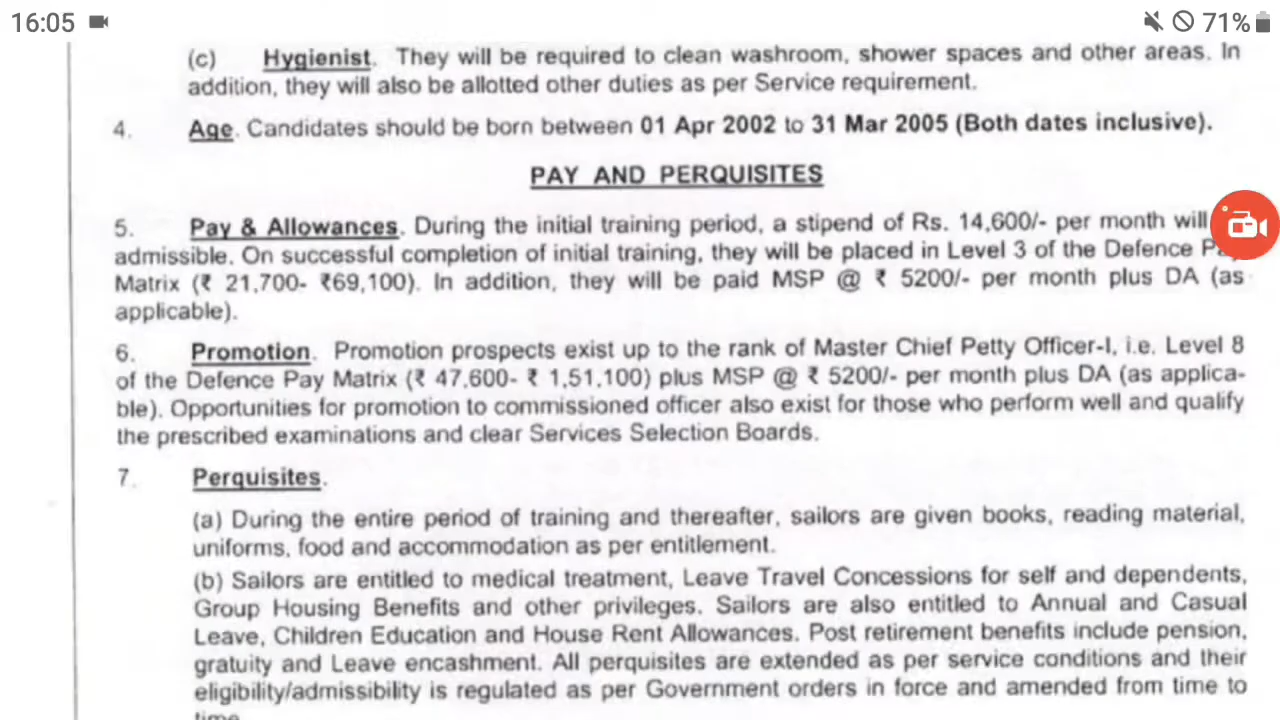 16:05 71%
(c) Hygienist. They will be required to clean washroom, shower spaces and other areas. In
addition, they will also be allotted other duties as per Service requirement.
4. Age. Candidates should be born between 01 Apr 2002 to 31 Mar 2005 (Both dates inclusive).
PAY AND PERQUISITES
5. Pay & Allowances. During the initial training period, a stipend of Rs. 14,600/- per month will
admissible. On successful completion of initial training, they will be placed in Level 3 of the Defence
Matrix (₹ 21,700- ₹69,100). In addition, they will be paid MSP @ ₹ 5200/- per month plus DA (as
applicable).
6. Promotion. Promotion prospects exist up to the rank of Master Chief Petty Officer-I, i.e. Level 8
of the Defence Pay Matrix (₹ 47,600- ₹ 1,51,100) plus MSP @ ₹ 5200/- per month plus DA (as applica-
ble). Opportunities for promotion to commissioned officer also exist for those who perform well and qualify
the prescribed examinations and clear Services Selection Boards.
7. Perquisites.
(a) During the entire period of training and thereafter, sailors are given books, reading material,
uniforms, food and accommodation as per entitlement.
(b) Sailors are entitled to medical treatment, Leave Travel Concessions for self and dependents,
Group Housing Benefits and other privileges. Sailors are also entitled to Annual and Casual
Leave, Children Education and House Rent Allowances. Post retirement benefits include pension,
gratuity and Leave encashment. All perquisites are extended as per service conditions and their
eligibility/admissibility is regulated as per Government orders in force and amended from time to
time